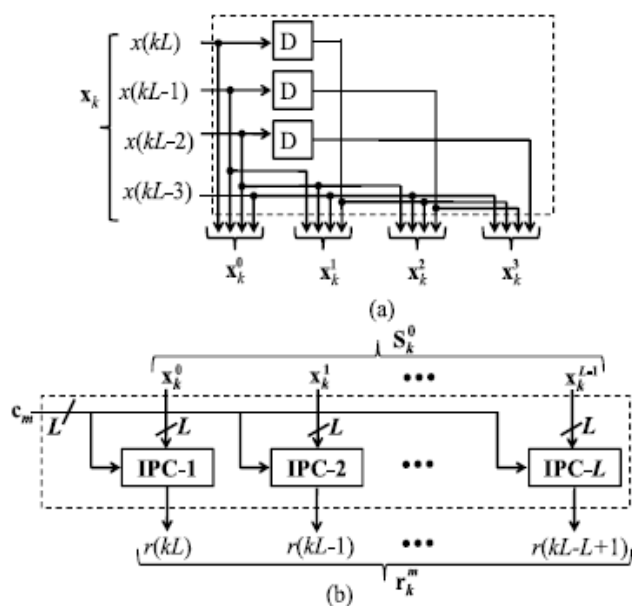 x(kL)
D
x_k
x(kL-1)
D
x(kL-2)
D
x(kL-3)
x_k^0 x_k^1 x_k^2 x_k^3
(a)
S_k^0
x_k^0 x_k^1 ••• x_k^{L-1}
c_m
L L L L
IPC-1 IPC-2 ••• IPC-L
r(kL) r(kL-1) ••• r(kL-L+1)
r_k^m
(b)